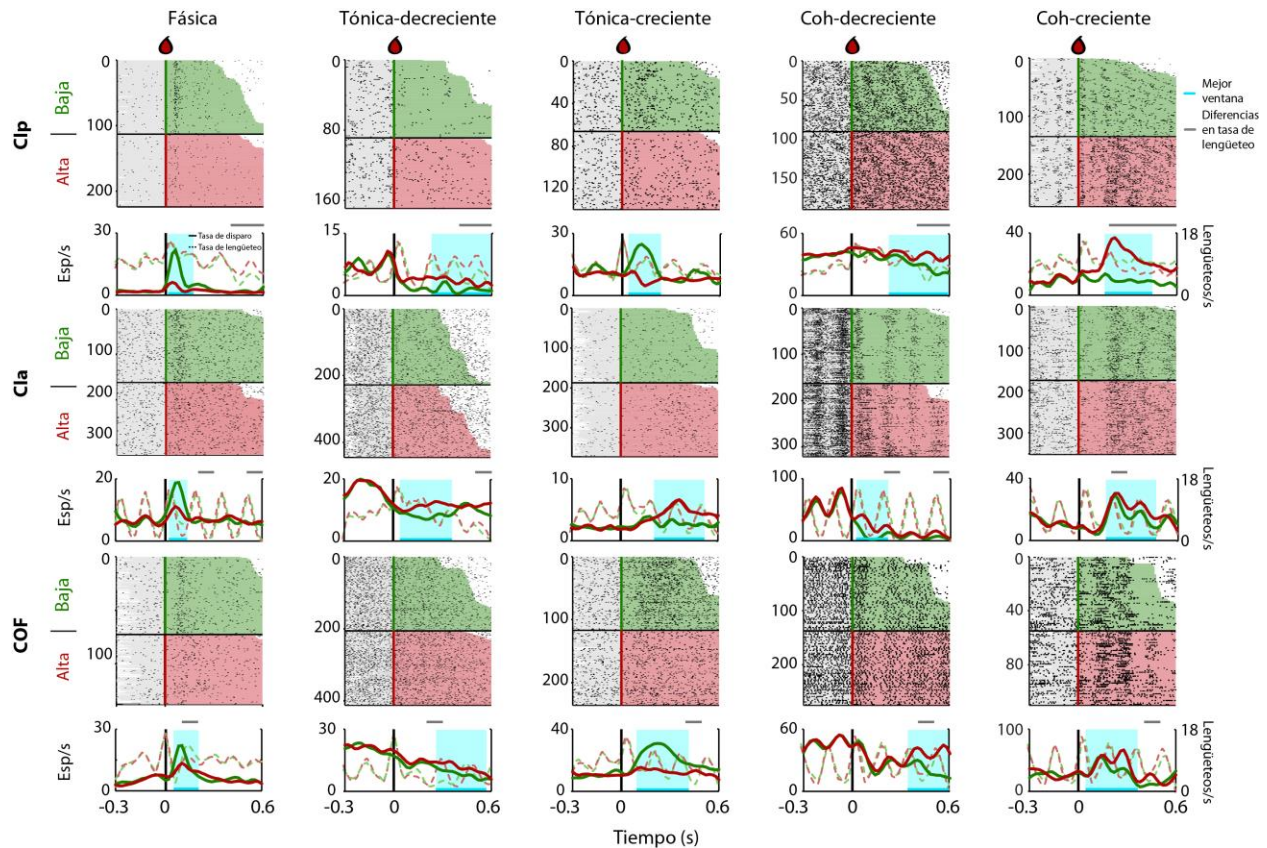 Fásica Tónica-decreciente Tónica-creciente Coh-decreciente Coh-creciente
CIp
Baja
Alta
0 100 200
0 80 160
0 40 80 120
0 50 100 150
0 100 200
Mejor ventana
Diferencias en tasa de lengüeteo
Esp/s
30 0
Tasa de disparo
Tasa de lengüeteo
15 0
30 0
60 0
40 0
18 0
Lengüeteos/s
CIa
Baja
Alta
0 100 200 300
0 200 400
0 100 200 300
0 100 200 300
0 100 200 300
Esp/s
20 0
20 0
10 0
100 0
40 0
18 0
Lengüeteos/s
COF
Baja
Alta
0 100
0 200 400
0 100 200
0 100 200
0 40 80
Esp/s
30 0
30 0
30 0
60 0
100 0
18 0
Lengüeteos/s
-0.3 0 0.6
-0.3 0 0.6
-0.3 0 0.6
-0.3 0 0.6
-0.3 0 0.6
Tiempo (s)